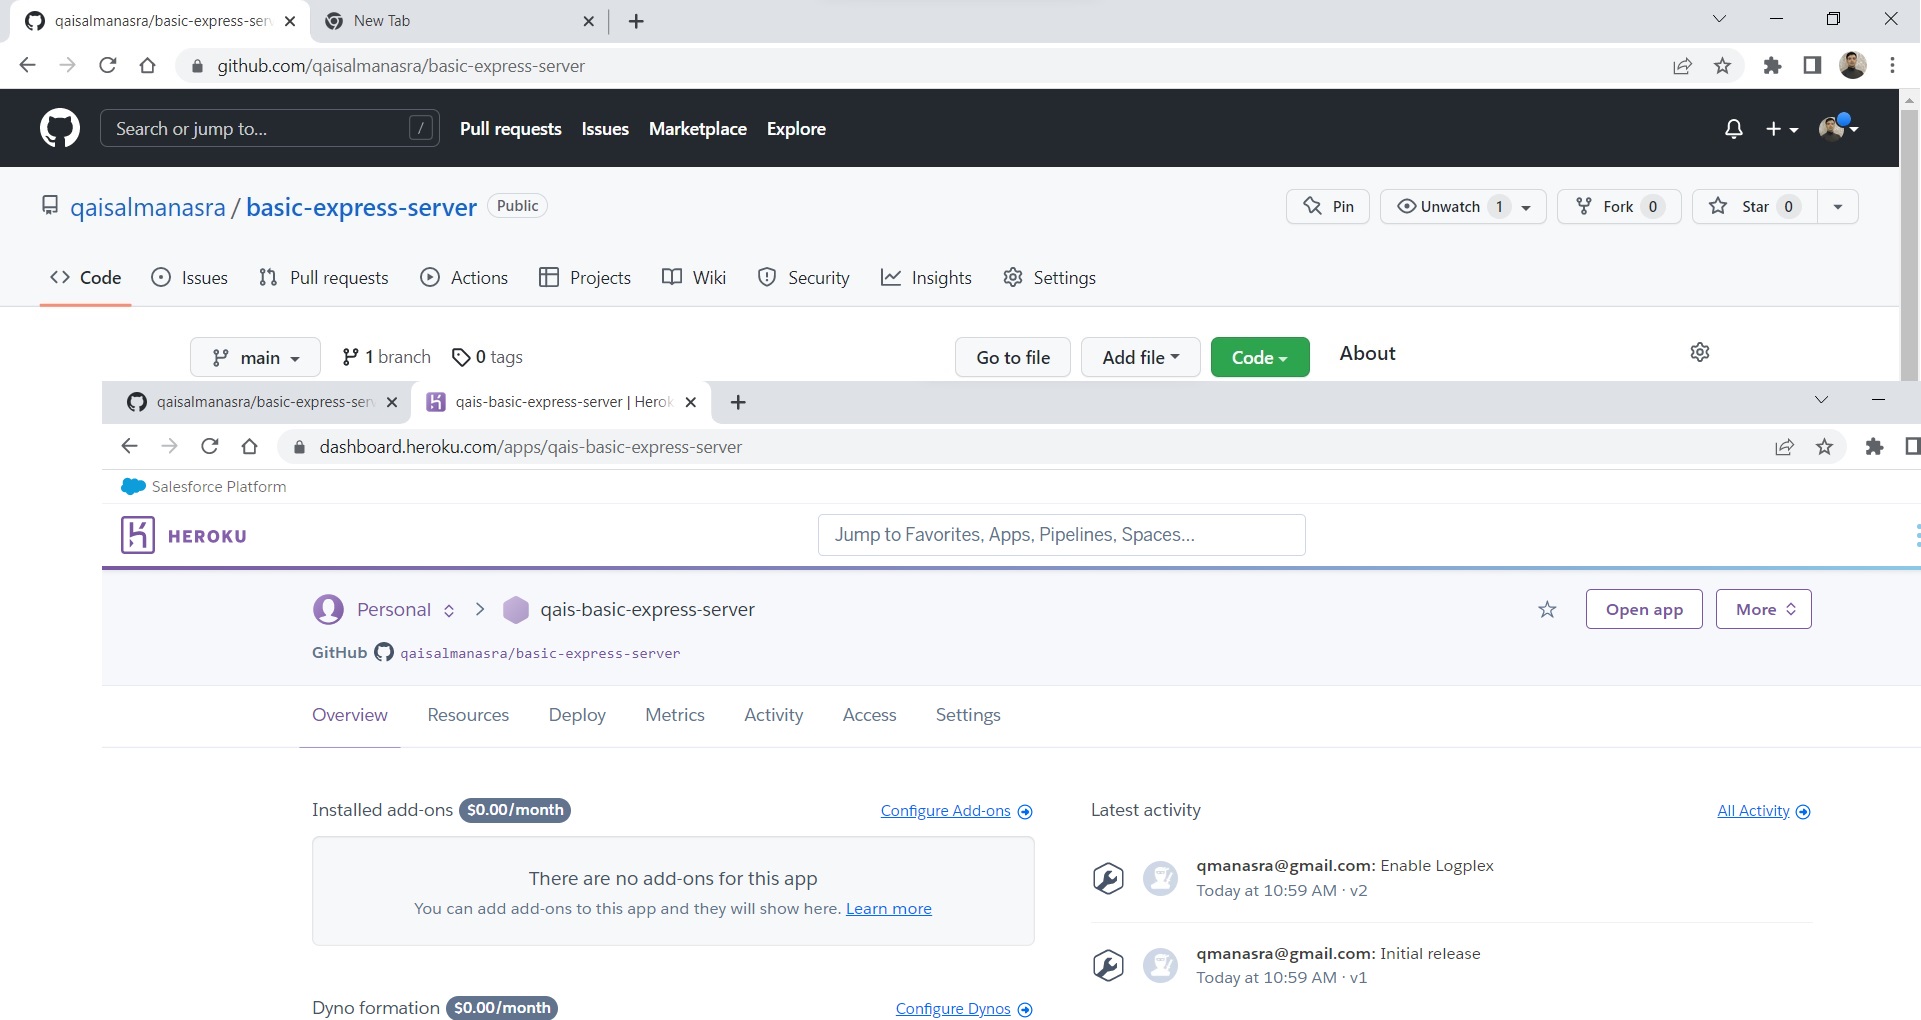 qaisalmanasra/basic-express-ser
New Tab
github.com/qaisalmanasra/basic-express-server
Search or jump to... /
Pull requests Issues Marketplace Explore
qaisalmanasra / basic-express-server Public
Pin Unwatch 1 Fork 0 Star 0
Code Issues Pull requests Actions Projects Wiki Security Insights Settings
main 1 branch 0 tags Go to file Add file Code About
qaisalmanasra/basic-express-ser
qais-basic-express-server | Herok
dashboard.heroku.com/apps/qais-basic-express-server
Salesforce Platform
HEROKU
Jump to Favorites, Apps, Pipelines, Spaces...
Personal > qais-basic-express-server
Open app More
GitHub qaisalmanasra/basic-express-server
Overview Resources Deploy Metrics Activity Access Settings
Installed add-ons $0.00/month Configure Add-ons
There are no add-ons for this app
You can add add-ons to this app and they will show here. Learn more
Dyno formation $0.00/month Configure Dynos
Latest activity All Activity
qmanasra@gmail.com: Enable Logplex
Today at 10:59 AM · v2
qmanasra@gmail.com: Initial release
Today at 10:59 AM · v1